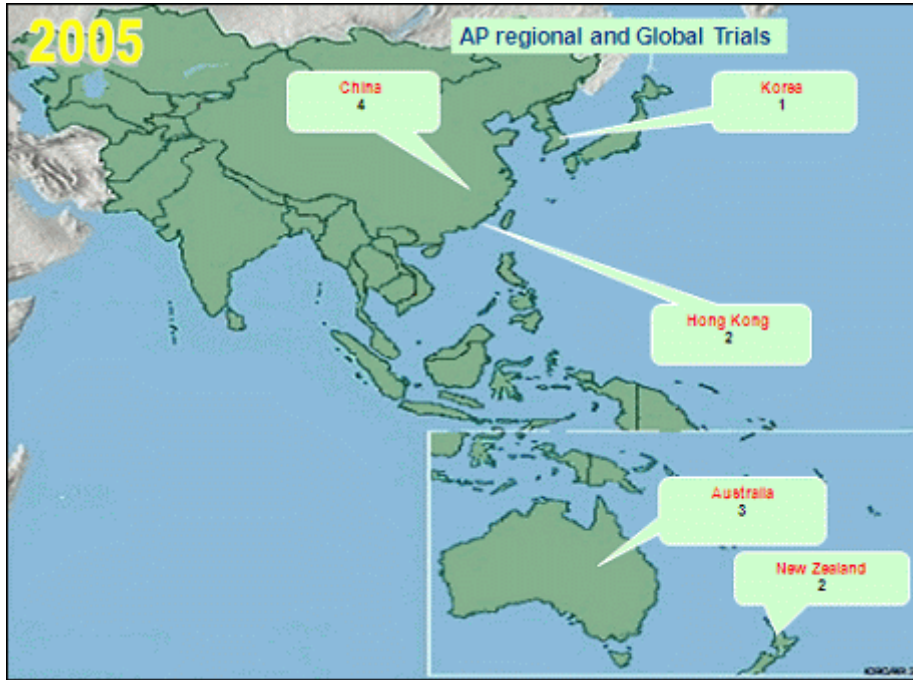 2005
AP regional and Global Trials
China
4
Korea
1
Hong Kong
2
Australia
3
New Zealand
2